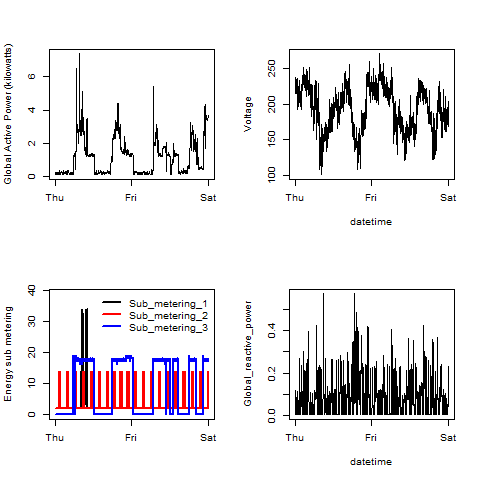 Global Active Power (kilowatts)
6
4
2
0
Thu
Fri
Sat
Voltage
250
200
150
100
Thu
Fri
Sat
datetime
Energy sub metering
40
30
20
10
0
Sub_metering_1
Sub_metering_2
Sub_metering_3
Thu
Fri
Sat
Global_reactive_power
0.4
0.2
0.0
Thu
Fri
Sat
datetime